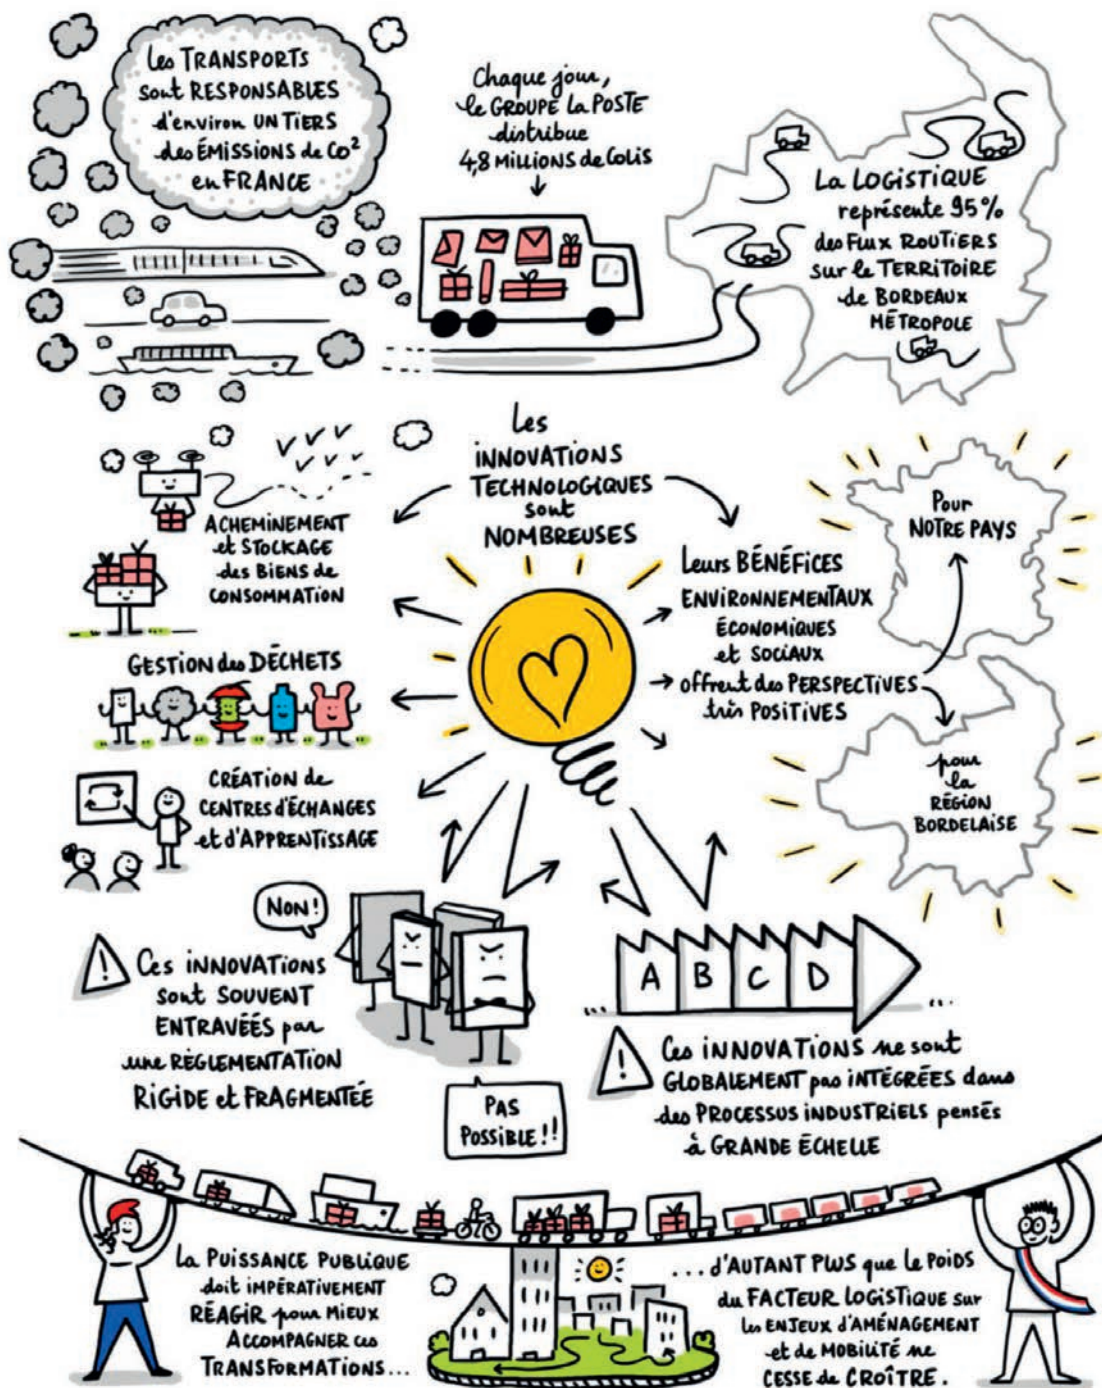 Les TRANSPORTS
sont RESPONSABLES
d'environ UN TIERS
des ÉMISSIONS de CO²
en FRANCE
Chaque jour,
le GROUPE LA POSTE
distribue
4,8 MILLIONS de Colis
La LOGISTIQUE
représente 95%
des FLUX ROUTIERS
sur le TERRITOIRE
de BORDEAUX
MÉTROPOLE
Les
INNOVATIONS
TECHNOLOGIQUES
sont
NOMBREUSES
ACHEMINEMENT
et STOCKAGE
des BIENS de
CONSOMMATION
GESTION des DÉCHETS
CRÉATION de
CENTRES d'ÉCHANGES
et d'APPRENTISSAGE
Leurs BÉNÉFICES
ENVIRONNEMENTAUX
ÉCONOMIQUES
et SOCIAUX
offrent des PERSPECTIVES
très POSITIVES
Pour
NOTRE PAYS
pour
la
RÉGION
BORDELAISE
NON!
Ces INNOVATIONS
sont SOUVENT
ENTRAVÉÉS par
une RÉGLEMENTATION
RIGIDE et FRAGMENTÉE
PAS
POSSIBLE!!
A B C D
Ces INNOVATIONS ne sont
GLOBALEMENT pas INTÉGRÉES dans
des PROCESSUS INDUSTRIELS pensés
à GRANDE ÉCHELLE
La PUISSANCE PUBLIQUE
doit IMPÉRATIVEMENT
RÉAGIR pour MIEUX
ACCOMPAGNER ces
TRANSFORMATIONS...
...d'AUTANT PLUS que le POIDS
du FACTEUR LOGISTIQUE sur
les ENJEUX d'AMÉNAGEMENT
et de MOBILITÉ ne
CESSE de CROÎTRE.